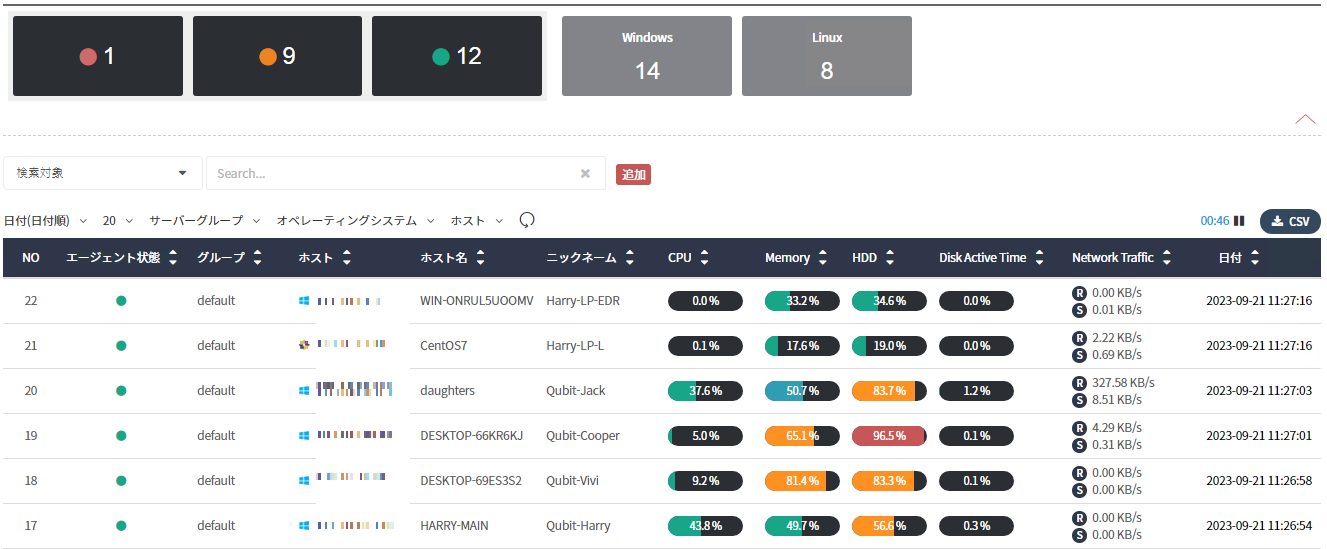 1
9
12
Windows
14
Linux
8
検索対象
Search...
追加
日付(日付順) 20 サーバーグループ オペレーティングシステム ホスト 00:46 CSV
NO エージェント状態 グループ ホスト ホスト名 ニックネーム CPU Memory HDD Disk Active Time Network Traffic 日付
22 default WIN-ONRUL5UOOMV Harry-LP-EDR 0.0 % 33.2 % 34.6 % 0.0 % R 0.00 KB/s S 0.01 KB/s 2023-09-21 11:27:16
21 default CentOS7 Harry-LP-L 0.1 % 17.6 % 19.0 % 0.0 % R 2.22 KB/s S 0.69 KB/s 2023-09-21 11:27:16
20 default daughters Qubit-Jack 37.6 % 50.7 % 83.7 % 1.2 % R 327.58 KB/s S 8.51 KB/s 2023-09-21 11:27:03
19 default DESKTOP-66KR6KJ Qubit-Cooper 5.0 % 65.1 % 96.5 % 0.1 % R 4.29 KB/s S 0.31 KB/s 2023-09-21 11:27:01
18 default DESKTOP-69ES3S2 Qubit-Vivi 9.2 % 81.4 % 83.3 % 0.1 % R 0.00 KB/s S 0.00 KB/s 2023-09-21 11:26:58
17 default HARRY-MAIN Qubit-Harry 43.8 % 49.7 % 56.6 % 0.3 % R 0.00 KB/s S 0.00 KB/s 2023-09-21 11:26:54